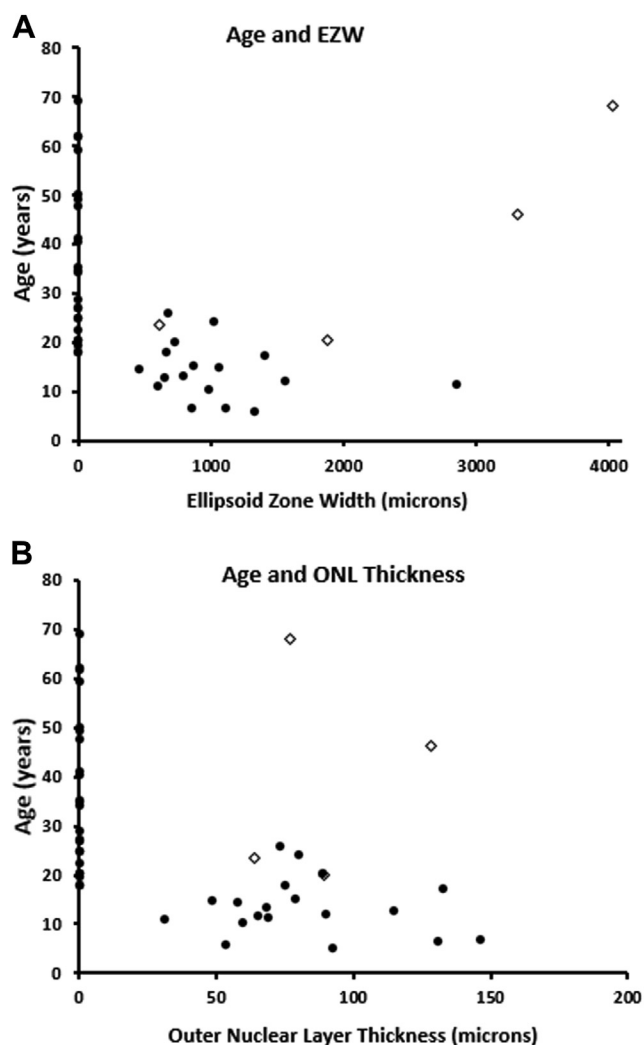 A
Age and EZW
80
70
60
50
40
30
20
10
0
Age (years)
0 1000 2000 3000 4000
Ellipsoid Zone Width (microns)
B
Age and ONL Thickness
80
70
60
50
40
30
20
10
0
Age (years)
0 50 100 150 200
Outer Nuclear Layer Thickness (microns)